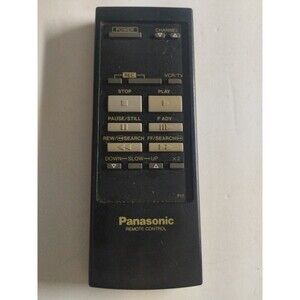 POWER CHANNEL
REC VCR/TV
STOP PLAY
PAUSE/STILL F ADV
REW/SEARCH FF/SEARCH
DOWN SLOW UP X2
Panasonic
REMOTE CONTROL